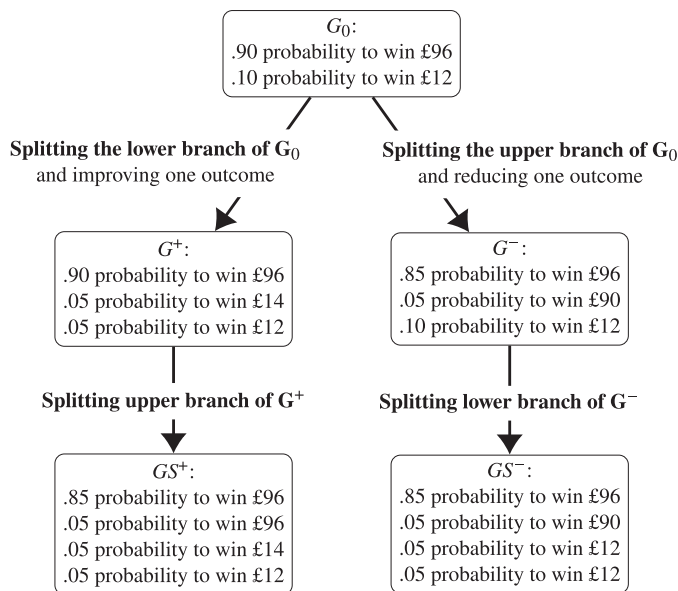 G₀:
.90 probability to win £96
.10 probability to win £12
Splitting the lower branch of G₀
and improving one outcome
Splitting the upper branch of G₀
and reducing one outcome
G⁺:
.90 probability to win £96
.05 probability to win £14
.05 probability to win £12
G⁻:
.85 probability to win £96
.05 probability to win £90
.10 probability to win £12
Splitting upper branch of G⁺
Splitting lower branch of G⁻
GS⁺:
.85 probability to win £96
.05 probability to win £96
.05 probability to win £14
.05 probability to win £12
GS⁻:
.85 probability to win £96
.05 probability to win £90
.05 probability to win £12
.05 probability to win £12